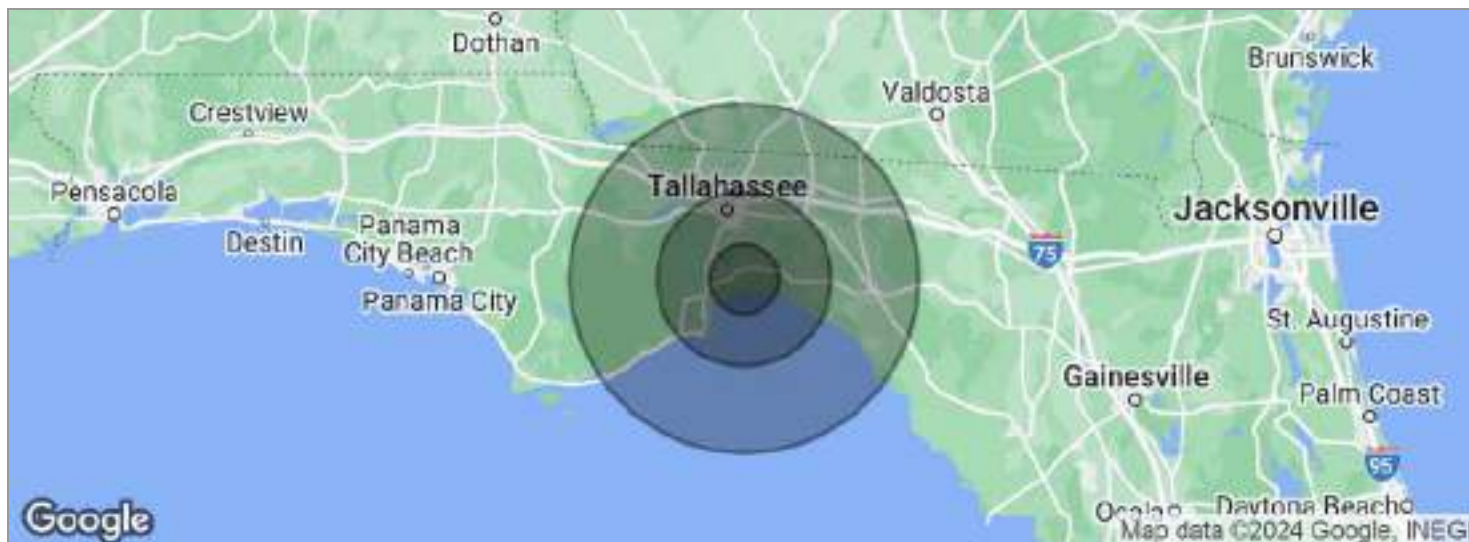 Dothan
Brunswick
Crestview
Valdosta
Pensacola
Tallahassee
Jacksonville
Panama
City Beach
Destin
75
Panama City
St. Augustine
Gainesville
Palm Coast
95
Ocala
Daytona Beach
Google
Map data ©2024 Google, INEGI